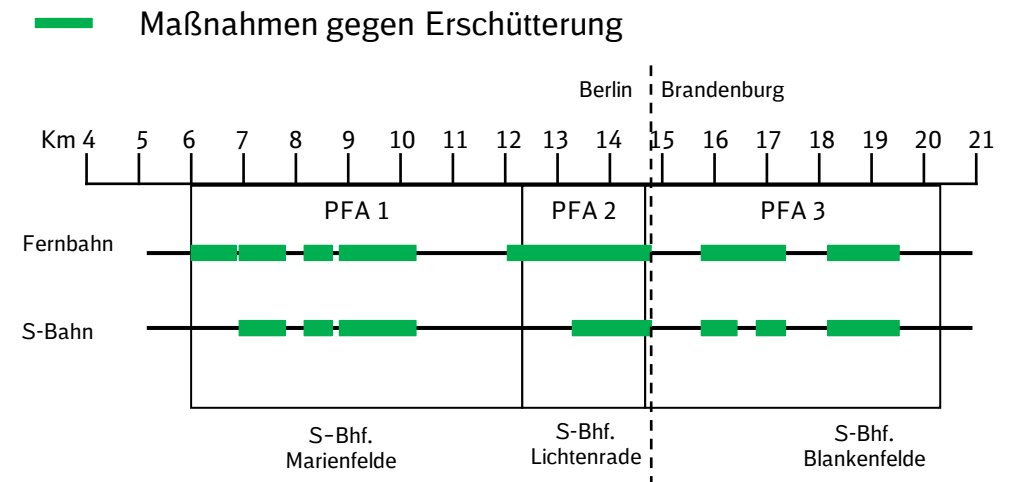 Maßnahmen gegen Erschütterung
Berlin Brandenburg
Km 4 5 6 7 8 9 10 11 12 13 14 15 16 17 18 19 20 21
PFA 1 PFA 2 PFA 3
Fernbahn
S-Bahn
S-Bhf.
Marienfelde
S-Bhf.
Lichtenrade
S-Bhf.
Blankenfelde